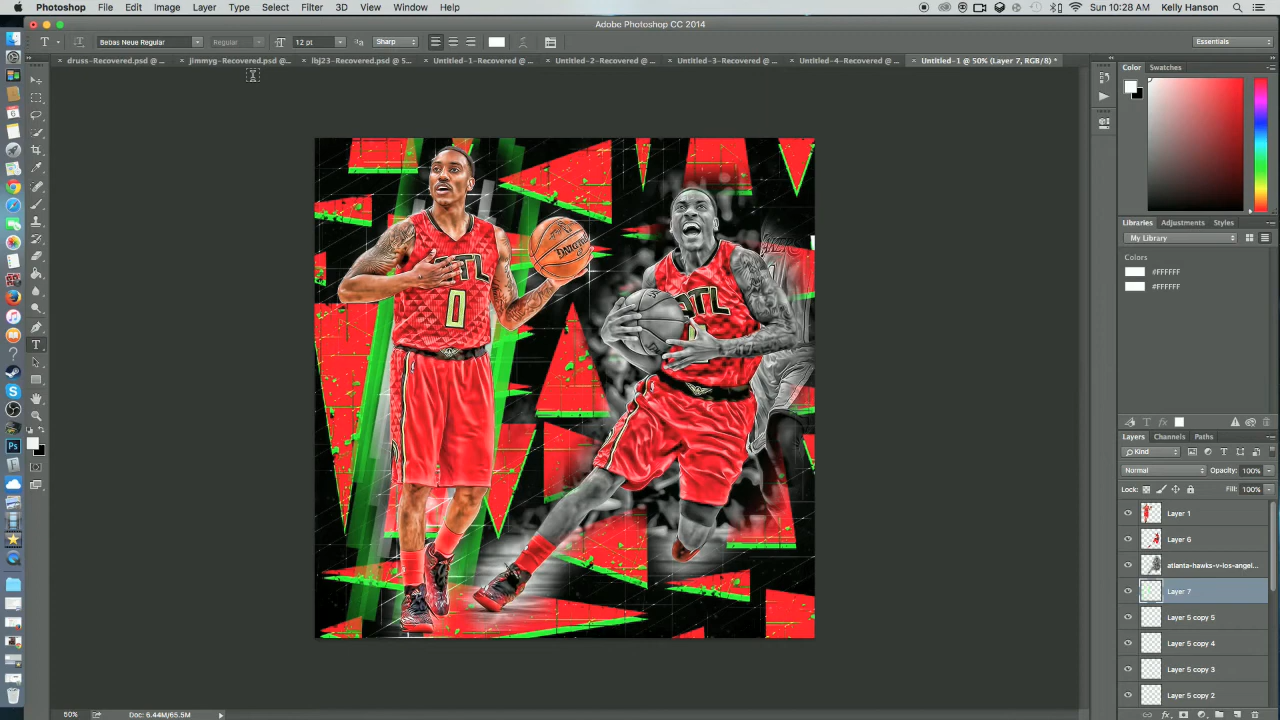 Photoshop File Edit Image Layer Type Select Filter 3D View Window Help
10:28 AM Kelly Hanson
Adobe Photoshop CC 2014
T Bebas Neue Regular Regular 12 pt Sharp Essentials
druss-Recovered.psd @ ... jimmyg-Recovered.psd @... lbj23-Recovered.psd @ 5... Untitled-1-Recovered @ ... Untitled-2-Recovered @ ... Untitled-3-Recovered @ ... Untitled-4-Recovered @ ... Untitled-1 @ 50% (Layer 7, RGB/8) *
Color Swatches
Libraries Adjustments Styles
My Library
Colors
#FFFFFF
#FFFFFF
SPALDING
ATL
0
ATL
Layers Channels Paths
Kind
Normal Opacity: 100%
Lock: Fill: 100%
Layer 1
Layer 6
atlanta-hawks-v-los-angel...
Layer 7
Layer 5 copy 5
Layer 5 copy 4
Layer 5 copy 3
Layer 5 copy 2
50% Doc: 6.44M/65.5M